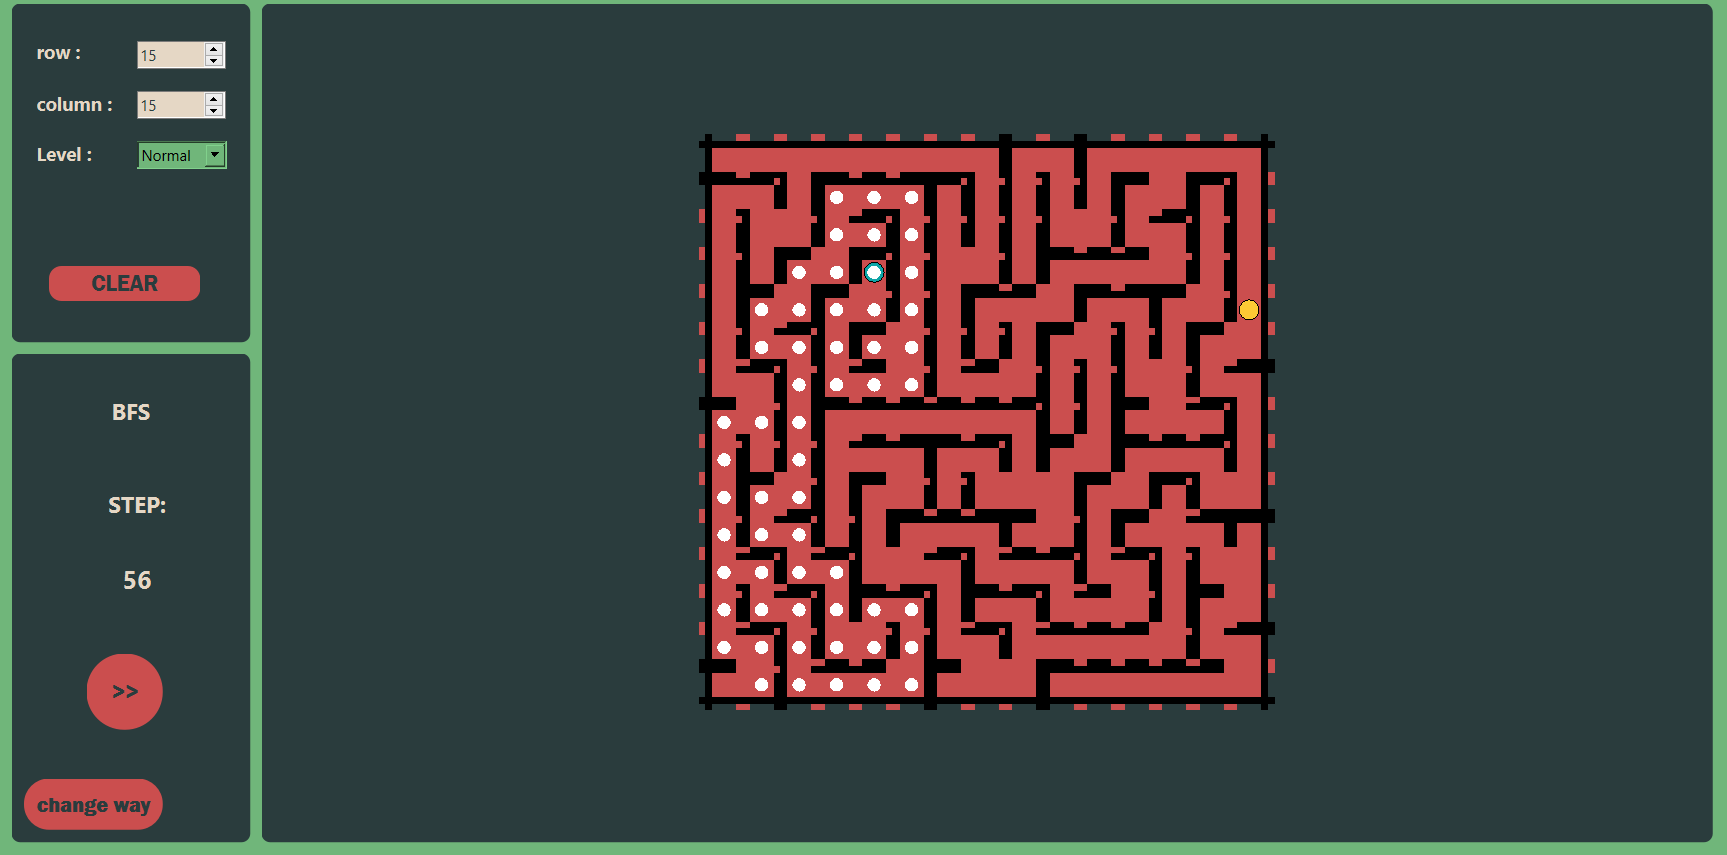 row :
15
column :
15
Level :
Normal
CLEAR
BFS
STEP:
56
>>
change way